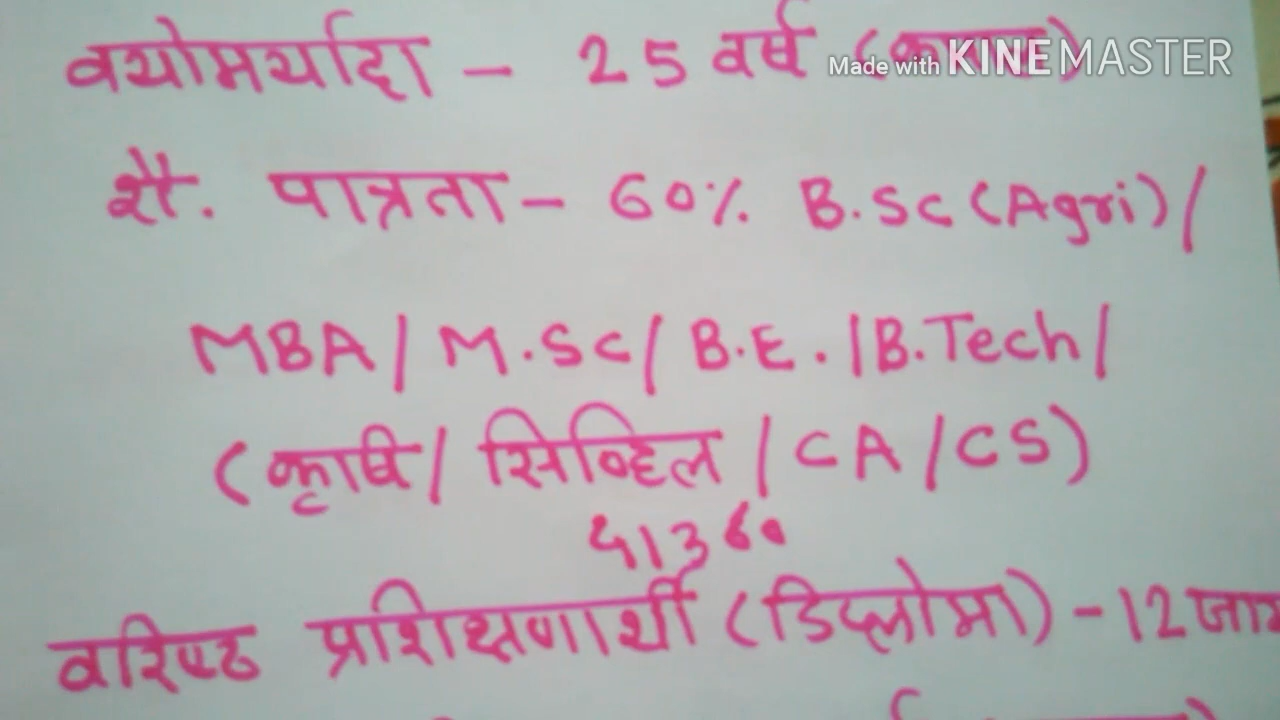 वयोमर्यादा - 25 वर्ष (कमाल)
Made with KINEMASTER
शै. पात्रता - 60% B.SC (Agri) /
MBA / M.SC / B.E. / B.Tech /
(कृषि / सिव्हिल / CA / CS)
41360
वरिष्ठ प्रशिक्षणार्थी (डिप्लोमा) - 12 जाग